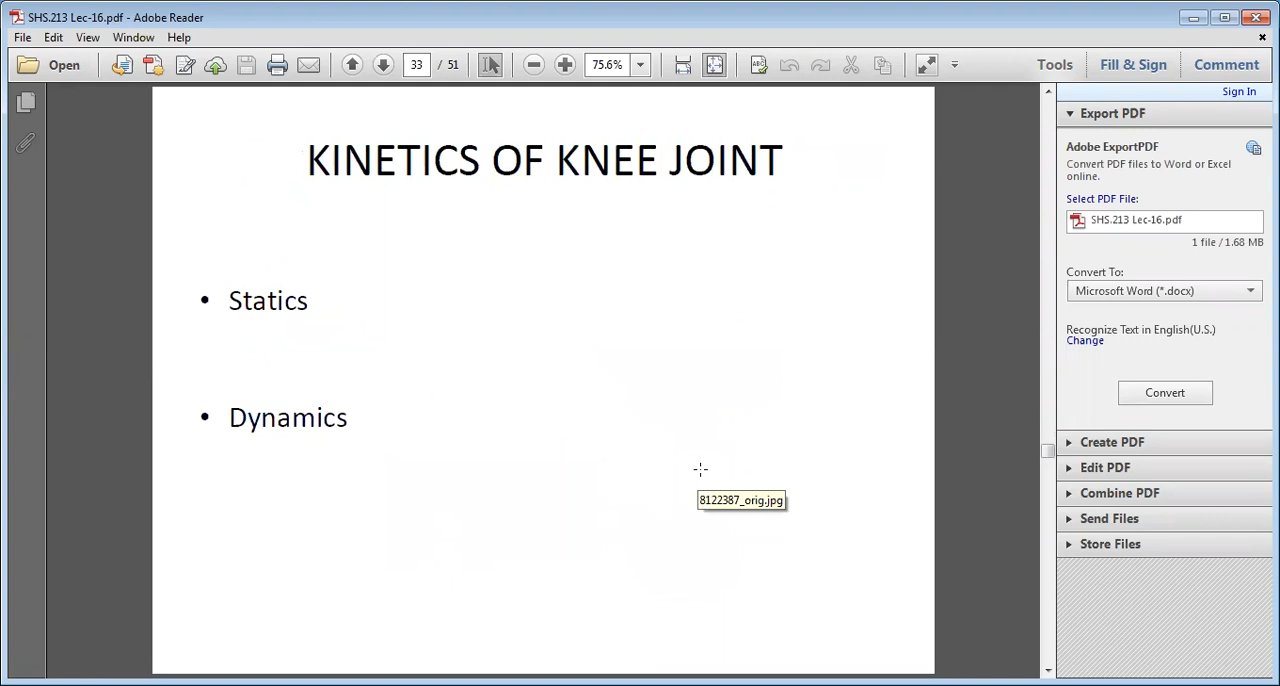 SHS.213 Lec-16.pdf - Adobe Reader
File Edit View Window Help
Open 33 / 51 75.6% Tools Fill & Sign Comment
Sign In
Export PDF
Adobe ExportPDF
Convert PDF files to Word or Excel
online.
Select PDF File:
SHS.213 Lec-16.pdf
1 file / 1.68 MB
Convert To:
Microsoft Word (*.docx)
Recognize Text in English(U.S.)
Change
Convert
Create PDF
Edit PDF
Combine PDF
Send Files
Store Files
KINETICS OF KNEE JOINT
• Statics
• Dynamics
8122387_orig.jpg